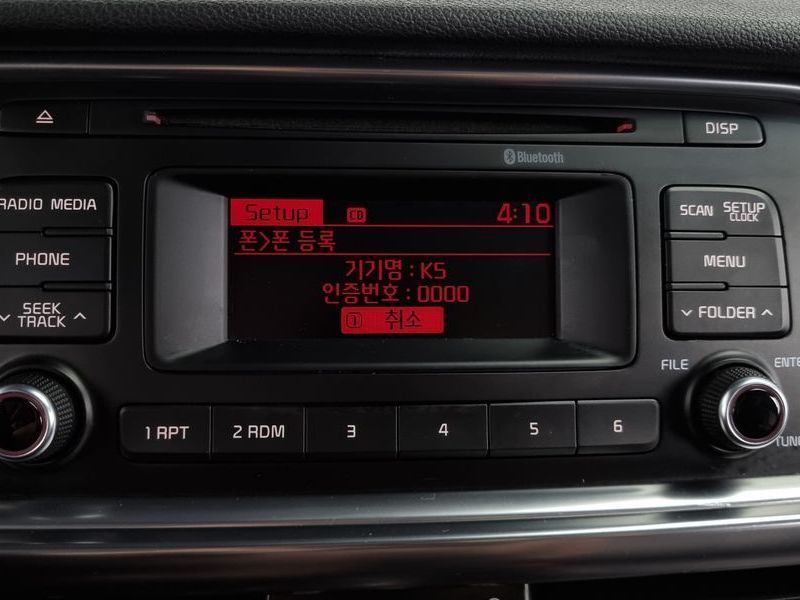 DISP
Bluetooth
RADIO MEDIA
PHONE
SEEK
TRACK
Setup CD 4:10
폰>폰 등록
기기명 : K5
인증번호 : 0000
1 취소
SCAN SETUP
CLOCK
MENU
FOLDER
FILE
1 RPT
2 RDM
3
4
5
6